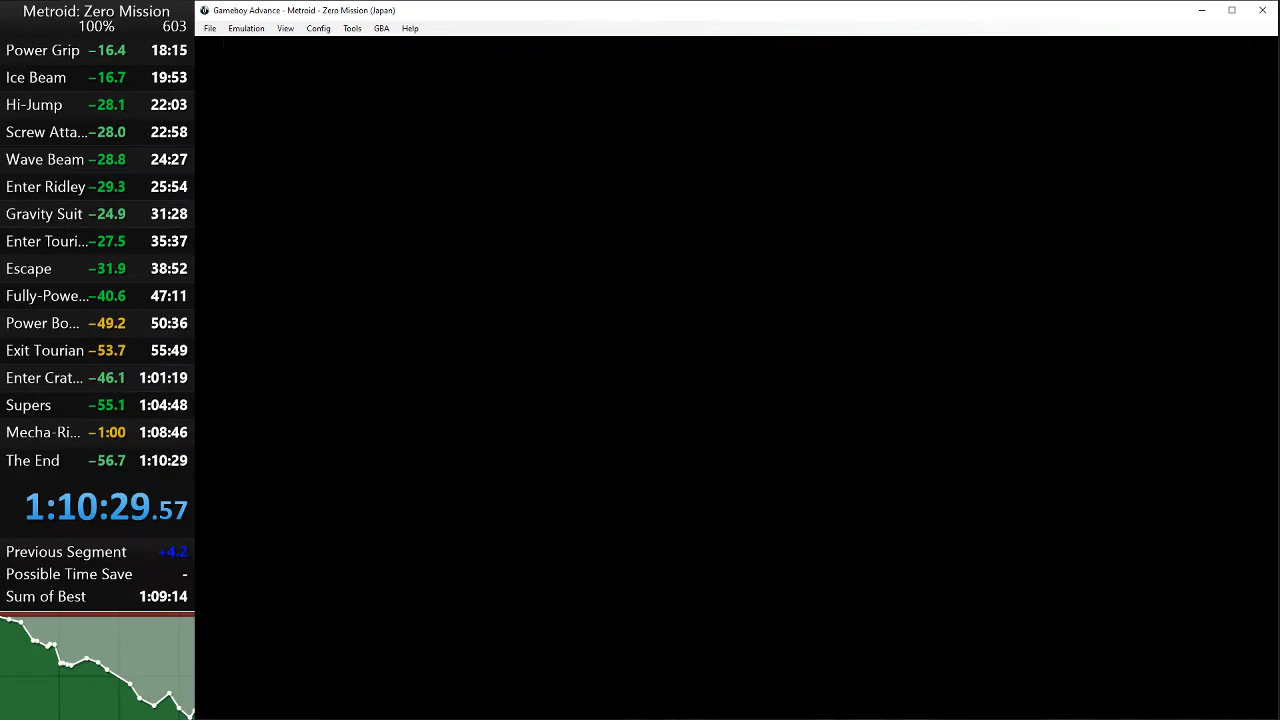 Metroid: Zero Mission
100% 603
Gameboy Advance - Metroid - Zero Mission (Japan)
File Emulation View Config Tools GBA Help
Power Grip −16.4 18:15
Ice Beam −16.7 19:53
Hi-Jump −28.1 22:03
Screw Atta... −28.0 22:58
Wave Beam −28.8 24:27
Enter Ridley −29.3 25:54
Gravity Suit −24.9 31:28
Enter Touri... −27.5 35:37
Escape −31.9 38:52
Fully-Powe... −40.6 47:11
Power Bo... −49.2 50:36
Exit Tourian −53.7 55:49
Enter Crat... −46.1 1:01:19
Supers −55.1 1:04:48
Mecha-Ri... −1:00 1:08:46
The End −56.7 1:10:29
1:10:29.57
Previous Segment +4.2
Possible Time Save -
Sum of Best 1:09:14